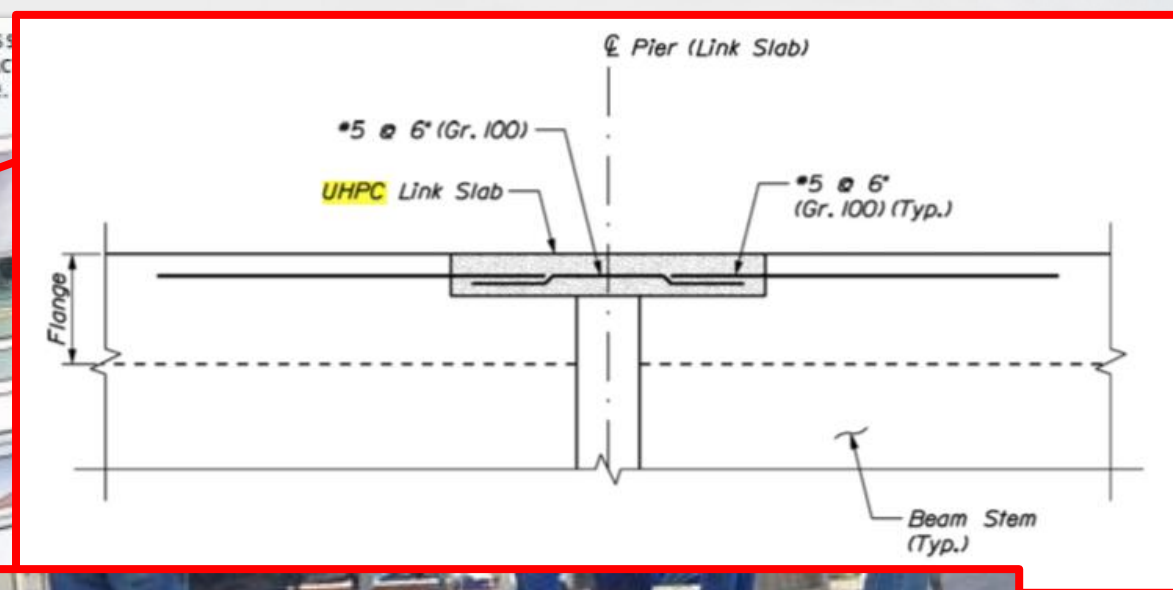 ℄ Pier (Link Slab)
#5 @ 6" (Gr. 100)
UHPC Link Slab
#5 @ 6"
(Gr. 100) (Typ.)
Flange
Beam Stem
(Typ.)